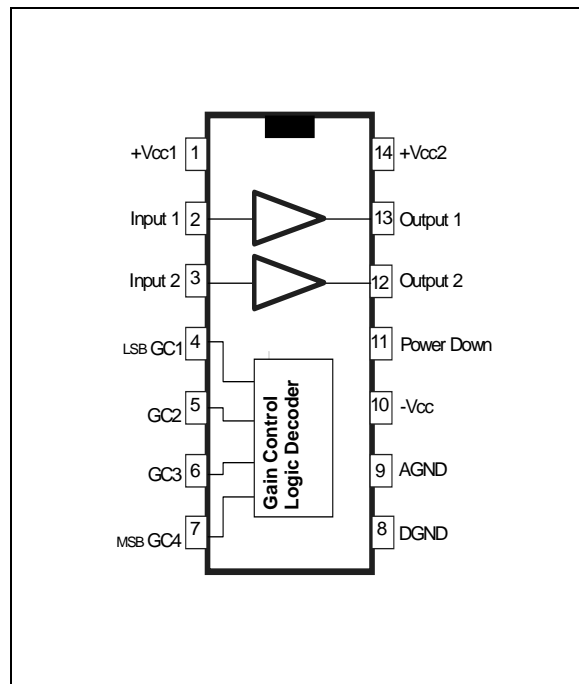 +Vcc1 1 14 +Vcc2
Input 1 2 13 Output 1
Input 2 3 12 Output 2
LSB GC1 4 11 Power Down
GC2 5 10 -Vcc
GC3 6 9 AGND
MSB GC4 7 8 DGND
Gain Control
Logic Decoder